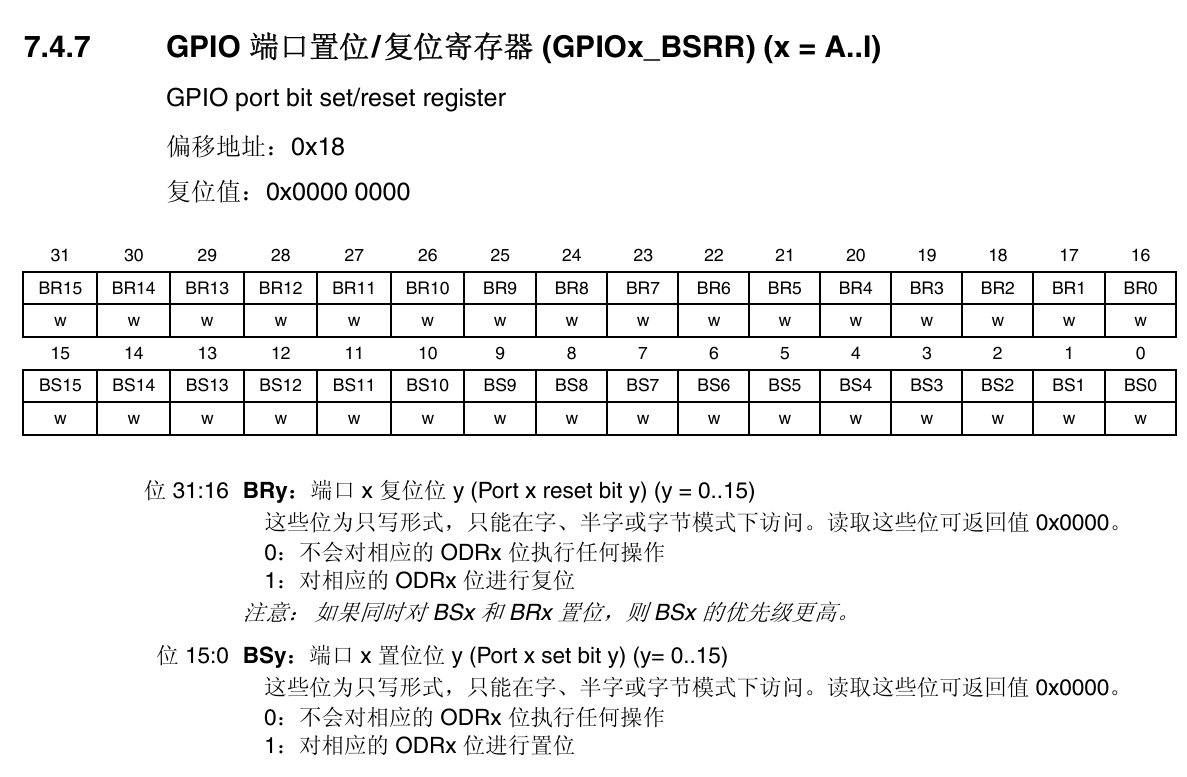 7.4.7 GPIO 端口置位/复位寄存器 (GPIOx_BSRR) (x = A..I)
GPIO port bit set/reset register
偏移地址：0x18
复位值：0x0000 0000
31 30 29 28 27 26 25 24 23 22 21 20 19 18 17 16
BR15 BR14 BR13 BR12 BR11 BR10 BR9 BR8 BR7 BR6 BR5 BR4 BR3 BR2 BR1 BR0
w w w w w w w w w w w w w w w w
15 14 13 12 11 10 9 8 7 6 5 4 3 2 1 0
BS15 BS14 BS13 BS12 BS11 BS10 BS9 BS8 BS7 BS6 BS5 BS4 BS3 BS2 BS1 BS0
w w w w w w w w w w w w w w w w
位 31:16 BRy：端口 x 复位位 y (Port x reset bit y) (y = 0..15)
这些位为只写形式，只能在字、半字或字节模式下访问。读取这些位可返回值 0x0000。
0：不会对相应的 ODRx 位执行任何操作
1：对相应的 ODRx 位进行复位
注意： 如果同时对 BSx 和 BRx 置位，则 BSx 的优先级更高。
位 15:0 BSy：端口 x 置位位 y (Port x set bit y) (y= 0..15)
这些位为只写形式，只能在字、半字或字节模式下访问。读取这些位可返回值 0x0000。
0：不会对相应的 ODRx 位执行任何操作
1：对相应的 ODRx 位进行置位